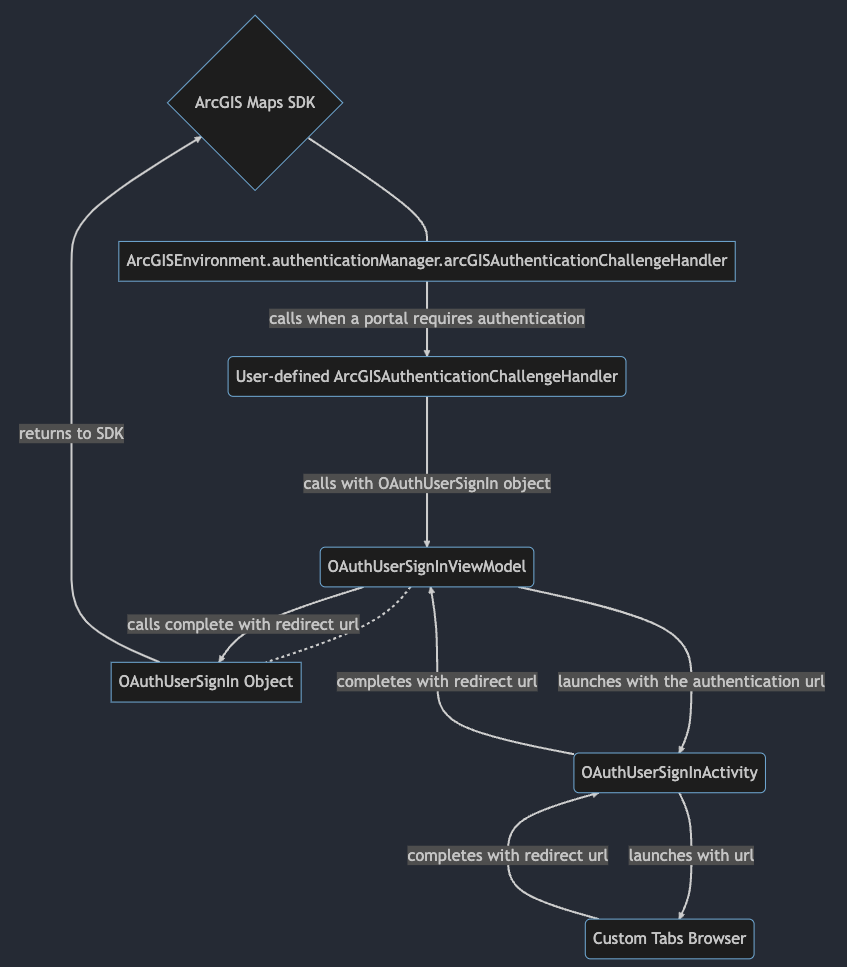 ArcGIS Maps SDK
ArcGISEnvironment.authenticationManager.arcGISAuthenticationChallengeHandler
calls when a portal requires authentication
User-defined ArcGISAuthenticationChallengeHandler
returns to SDK
calls with OAuthUserSignIn object
OAuthUserSignInViewModel
calls complete with redirect url
OAuthUserSignIn Object
completes with redirect url
launches with the authentication url
OAuthUserSignInActivity
completes with redirect url
launches with url
Custom Tabs Browser